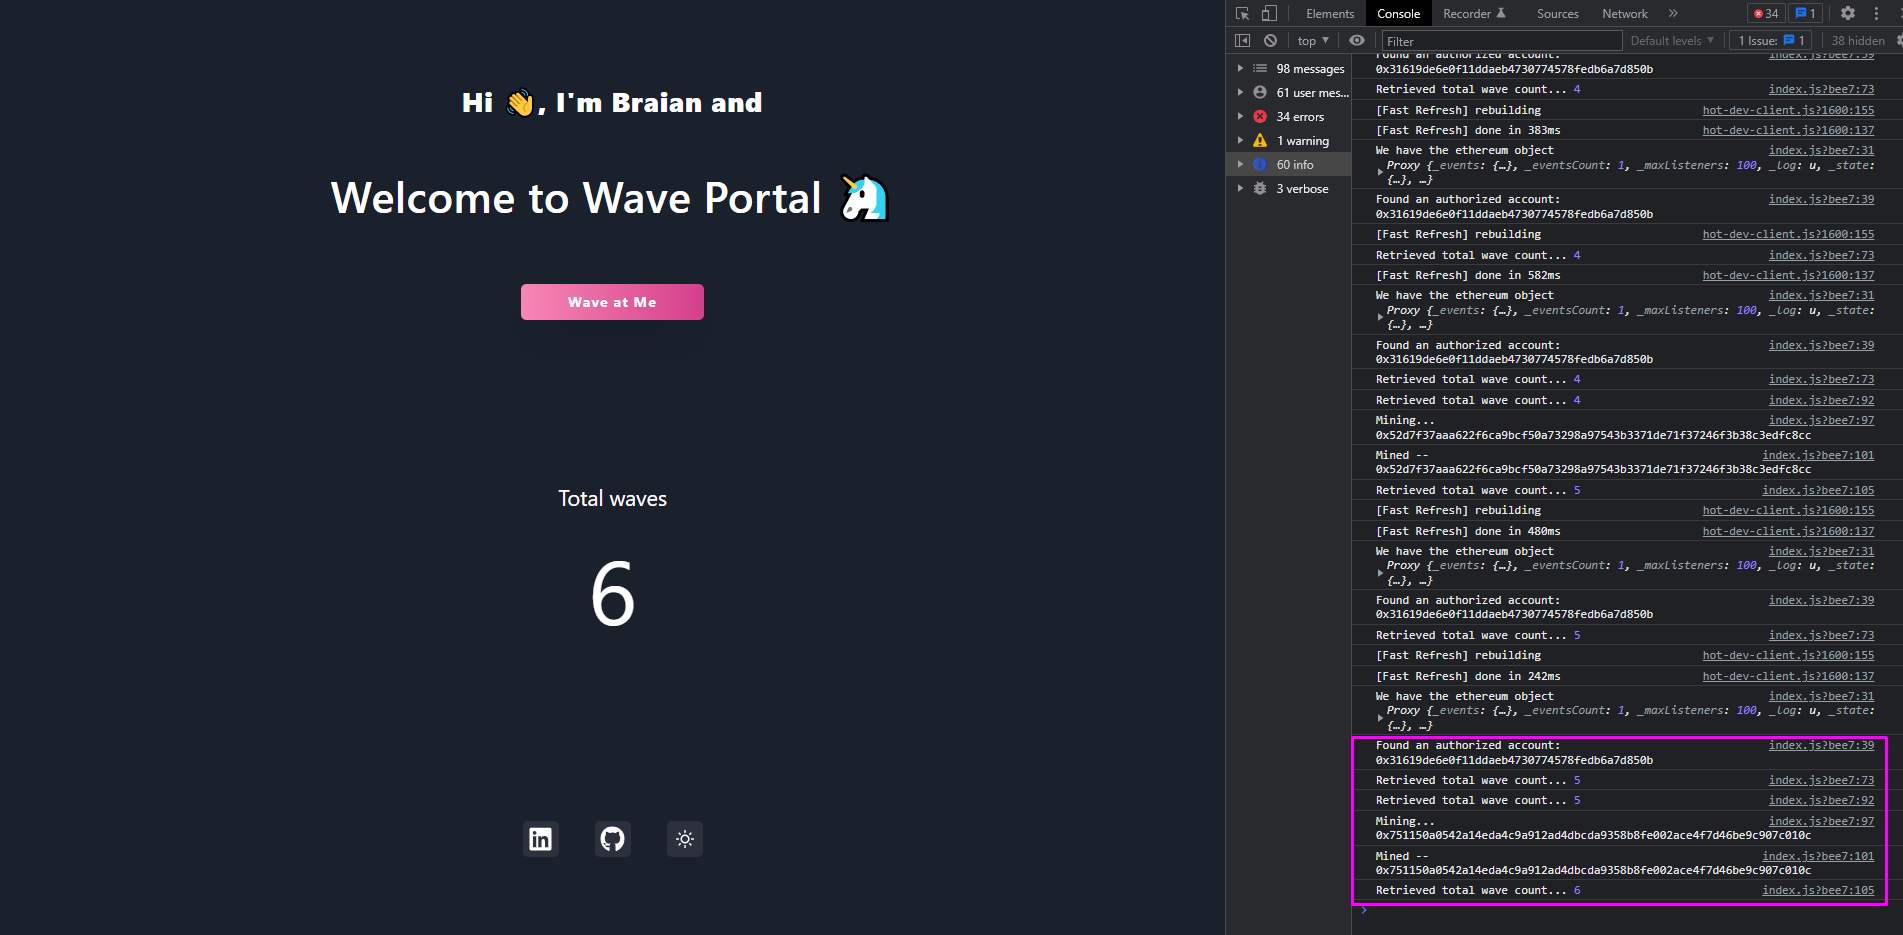 Hi 👋, I'm Braian and
Welcome to Wave Portal 🦄
Wave at Me
Total waves
6
Elements Console Recorder Sources Network » 34 1
top ▼ Filter Default levels ▼ 1 Issue: 1 38 hidden
98 messages
61 user mes...
34 errors
1 warning
60 info
3 verbose
Found an authorized account: index.js?bee7:39
0x31619de6e0f11ddaeb4730774578fedb6a7d850b
Retrieved total wave count... 4 index.js?bee7:73
[Fast Refresh] rebuilding hot-dev-client.js?1600:155
[Fast Refresh] done in 383ms hot-dev-client.js?1600:137
We have the ethereum object index.js?bee7:31
Proxy {_events: {…}, _eventsCount: 1, _maxListeners: 100, _log: u, _state:
{…}, …}
Found an authorized account: index.js?bee7:39
0x31619de6e0f11ddaeb4730774578fedb6a7d850b
[Fast Refresh] rebuilding hot-dev-client.js?1600:155
Retrieved total wave count... 4 index.js?bee7:73
[Fast Refresh] done in 582ms hot-dev-client.js?1600:137
We have the ethereum object index.js?bee7:31
Proxy {_events: {…}, _eventsCount: 1, _maxListeners: 100, _log: u, _state:
{…}, …}
Found an authorized account: index.js?bee7:39
0x31619de6e0f11ddaeb4730774578fedb6a7d850b
Retrieved total wave count... 4 index.js?bee7:73
Retrieved total wave count... 4 index.js?bee7:92
Mining... index.js?bee7:97
0x52d7f37aaa622f6ca9bcf50a73298a97543b3371de71f37246f3b38c3edfc8cc
Mined -- index.js?bee7:101
0x52d7f37aaa622f6ca9bcf50a73298a97543b3371de71f37246f3b38c3edfc8cc
Retrieved total wave count... 5 index.js?bee7:105
[Fast Refresh] rebuilding hot-dev-client.js?1600:155
[Fast Refresh] done in 480ms hot-dev-client.js?1600:137
We have the ethereum object index.js?bee7:31
Proxy {_events: {…}, _eventsCount: 1, _maxListeners: 100, _log: u, _state:
{…}, …}
Found an authorized account: index.js?bee7:39
0x31619de6e0f11ddaeb4730774578fedb6a7d850b
Retrieved total wave count... 5 index.js?bee7:73
[Fast Refresh] rebuilding hot-dev-client.js?1600:155
[Fast Refresh] done in 242ms hot-dev-client.js?1600:137
We have the ethereum object index.js?bee7:31
Proxy {_events: {…}, _eventsCount: 1, _maxListeners: 100, _log: u, _state:
{…}, …}
Found an authorized account: index.js?bee7:39
0x31619de6e0f11ddaeb4730774578fedb6a7d850b
Retrieved total wave count... 5 index.js?bee7:73
Retrieved total wave count... 5 index.js?bee7:92
Mining... index.js?bee7:97
0x751150a0542a14eda4c9a912ad4dbcda9358b8fe002ace4f7d46be9c907c010c
Mined -- index.js?bee7:101
0x751150a0542a14eda4c9a912ad4dbcda9358b8fe002ace4f7d46be9c907c010c
Retrieved total wave count... 6 index.js?bee7:105